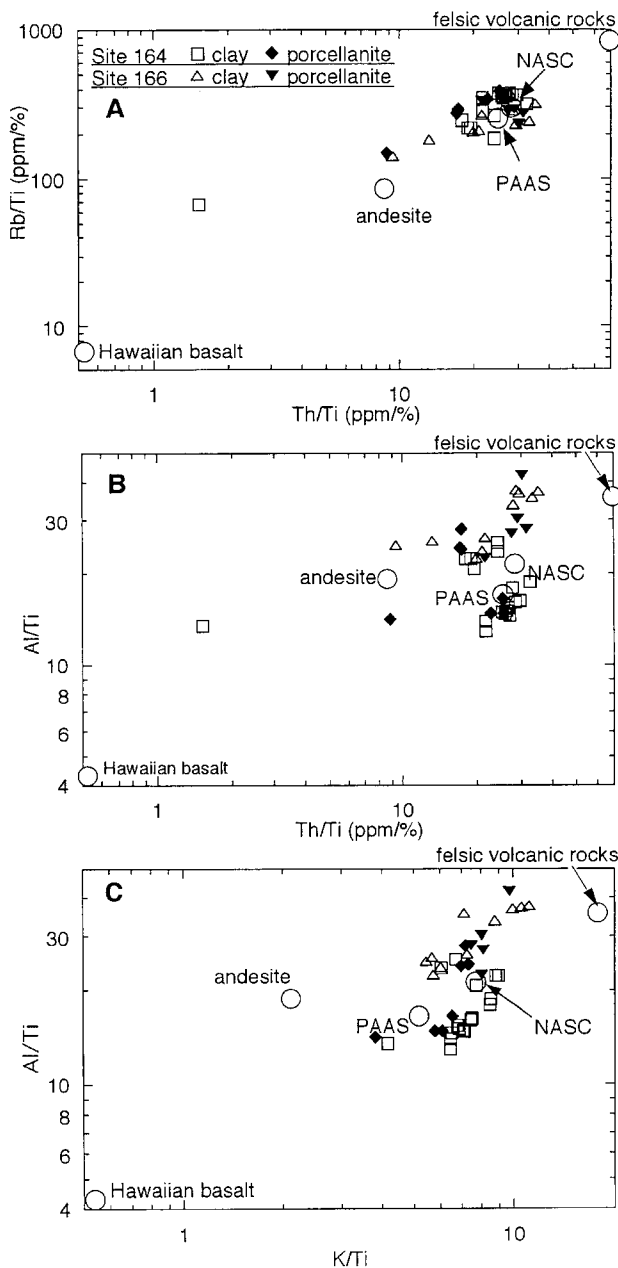 felsic volcanic rocks
1000
Site 164 clay porcellanite
Site 166 clay porcellanite
NASC
A
Rb/Ti (ppm/%)
100
PAAS
andesite
10
Hawaiian basalt
1
10
Th/Ti (ppm/%)
felsic volcanic rocks
B
30
andesite
NASC
PAAS
Al/Ti
10
8
6
Hawaiian basalt
4
1
10
Th/Ti (ppm/%)
felsic volcanic rocks
C
30
andesite
PAAS
NASC
Al/Ti
10
8
6
Hawaiian basalt
4
1
10
K/Ti